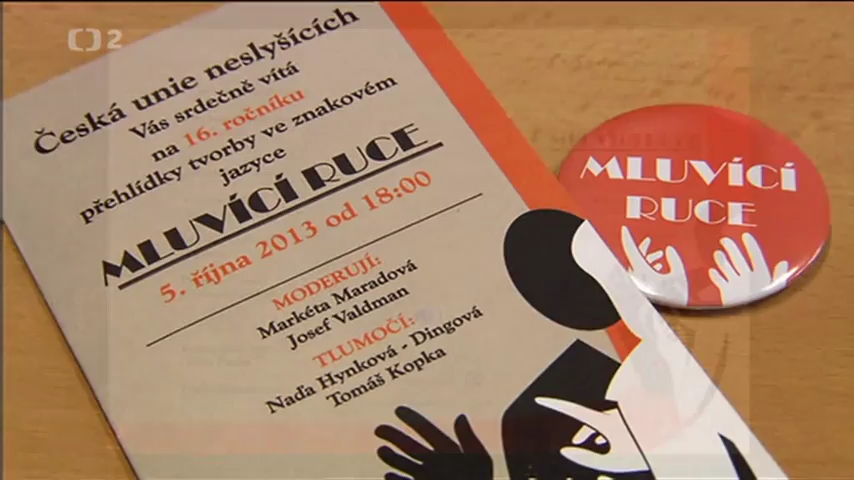 2
Česká unie neslyšících
Vás srdečně vítá
na 16. ročníku
přehlídky tvorby ve znakovém
jazyce
MLUVÍCÍ RUCE
5. října 2013 od 18:00
MODERUJÍ:
Markéta Maradová
Josef Valdman
TLUMOČÍ:
Naďa Hynková - Dingová
Tomáš Kopka
MLUVÍCÍ
RUCE